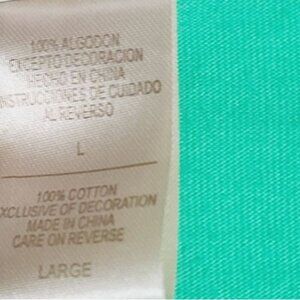 100% ALGODON
EXCEPTO DECORACION
HECHO EN CHINA
INSTRUCCIONES DE CUIDADO
AL REVERSO
L
100% COTTON
EXCLUSIVE OF DECORATION
MADE IN CHINA
CARE ON REVERSE
LARGE